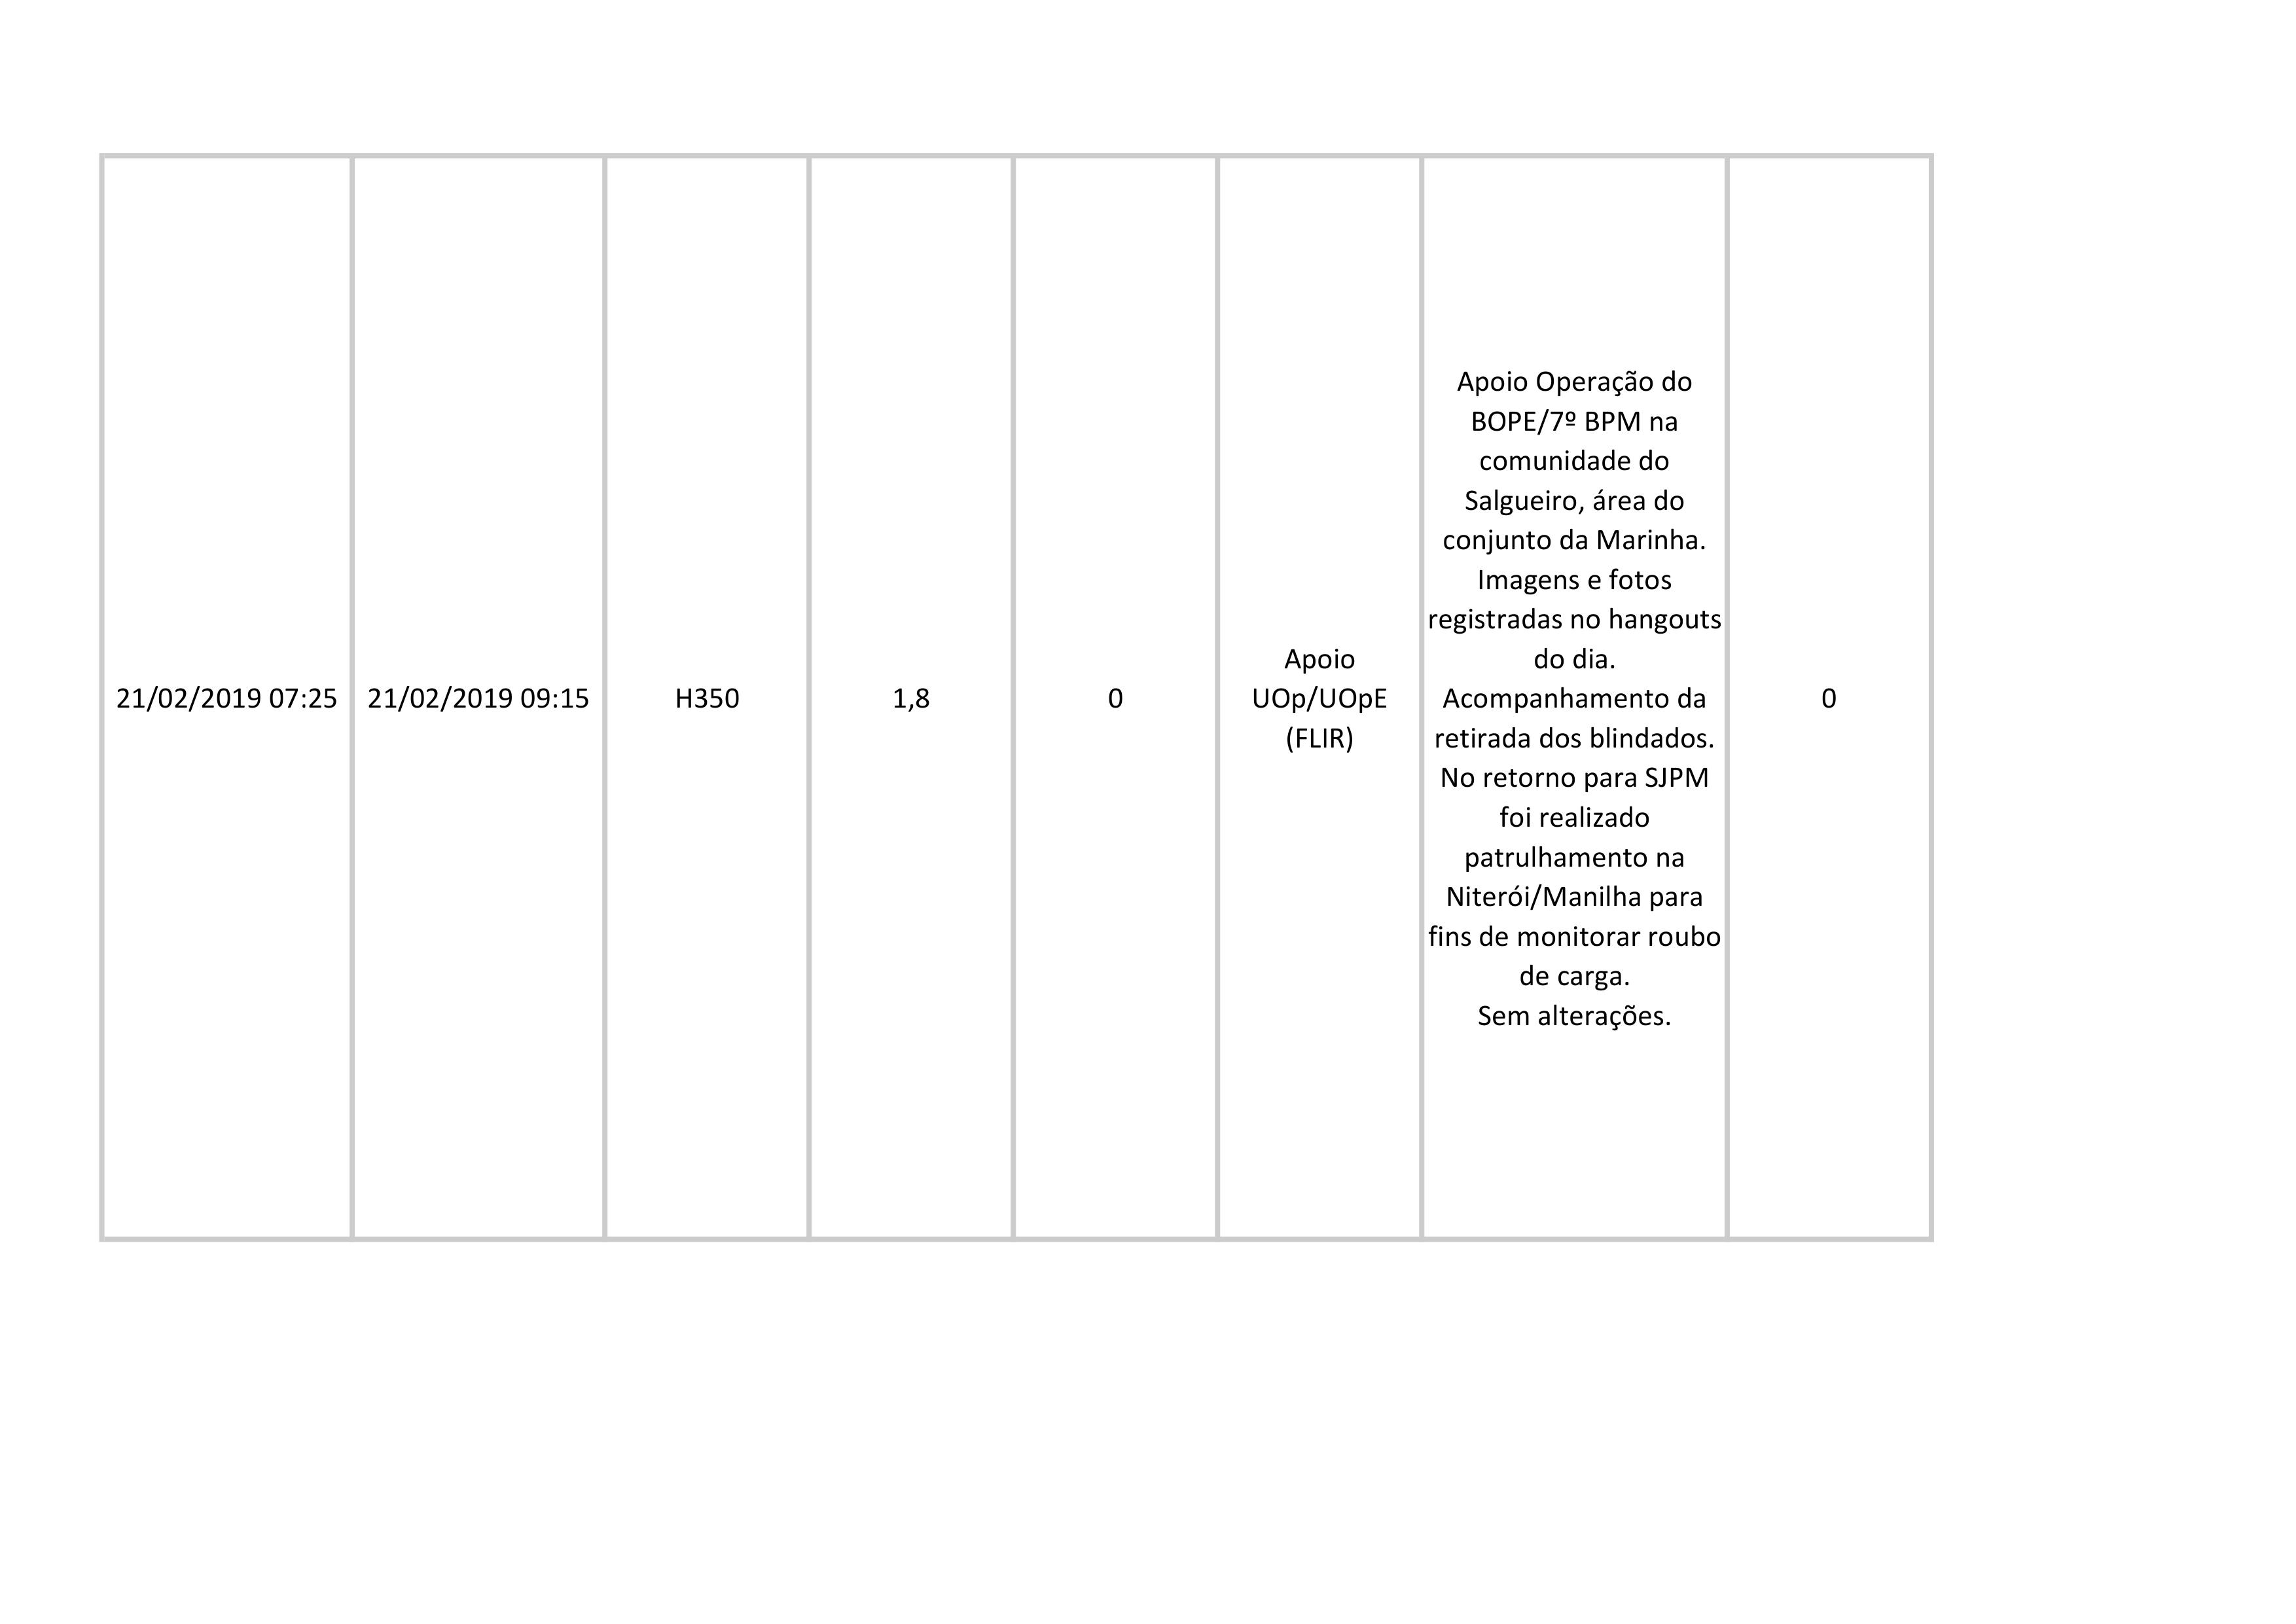 21/02/2019 07:25
21/02/2019 09:15
H350
1,8
0
Apoio
UOp/UOpE
(FLIR)
Apoio Operação do
BOPE/7º BPM na
comunidade do
Salgueiro, área do
conjunto da Marinha.
Imagens e fotos
registradas no hangouts
do dia.
Acompanhamento da
retirada dos blindados.
No retorno para SJPM
foi realizado
patrulhamento na
Niterói/Manilha para
fins de monitorar roubo
de carga.
Sem alterações.
0